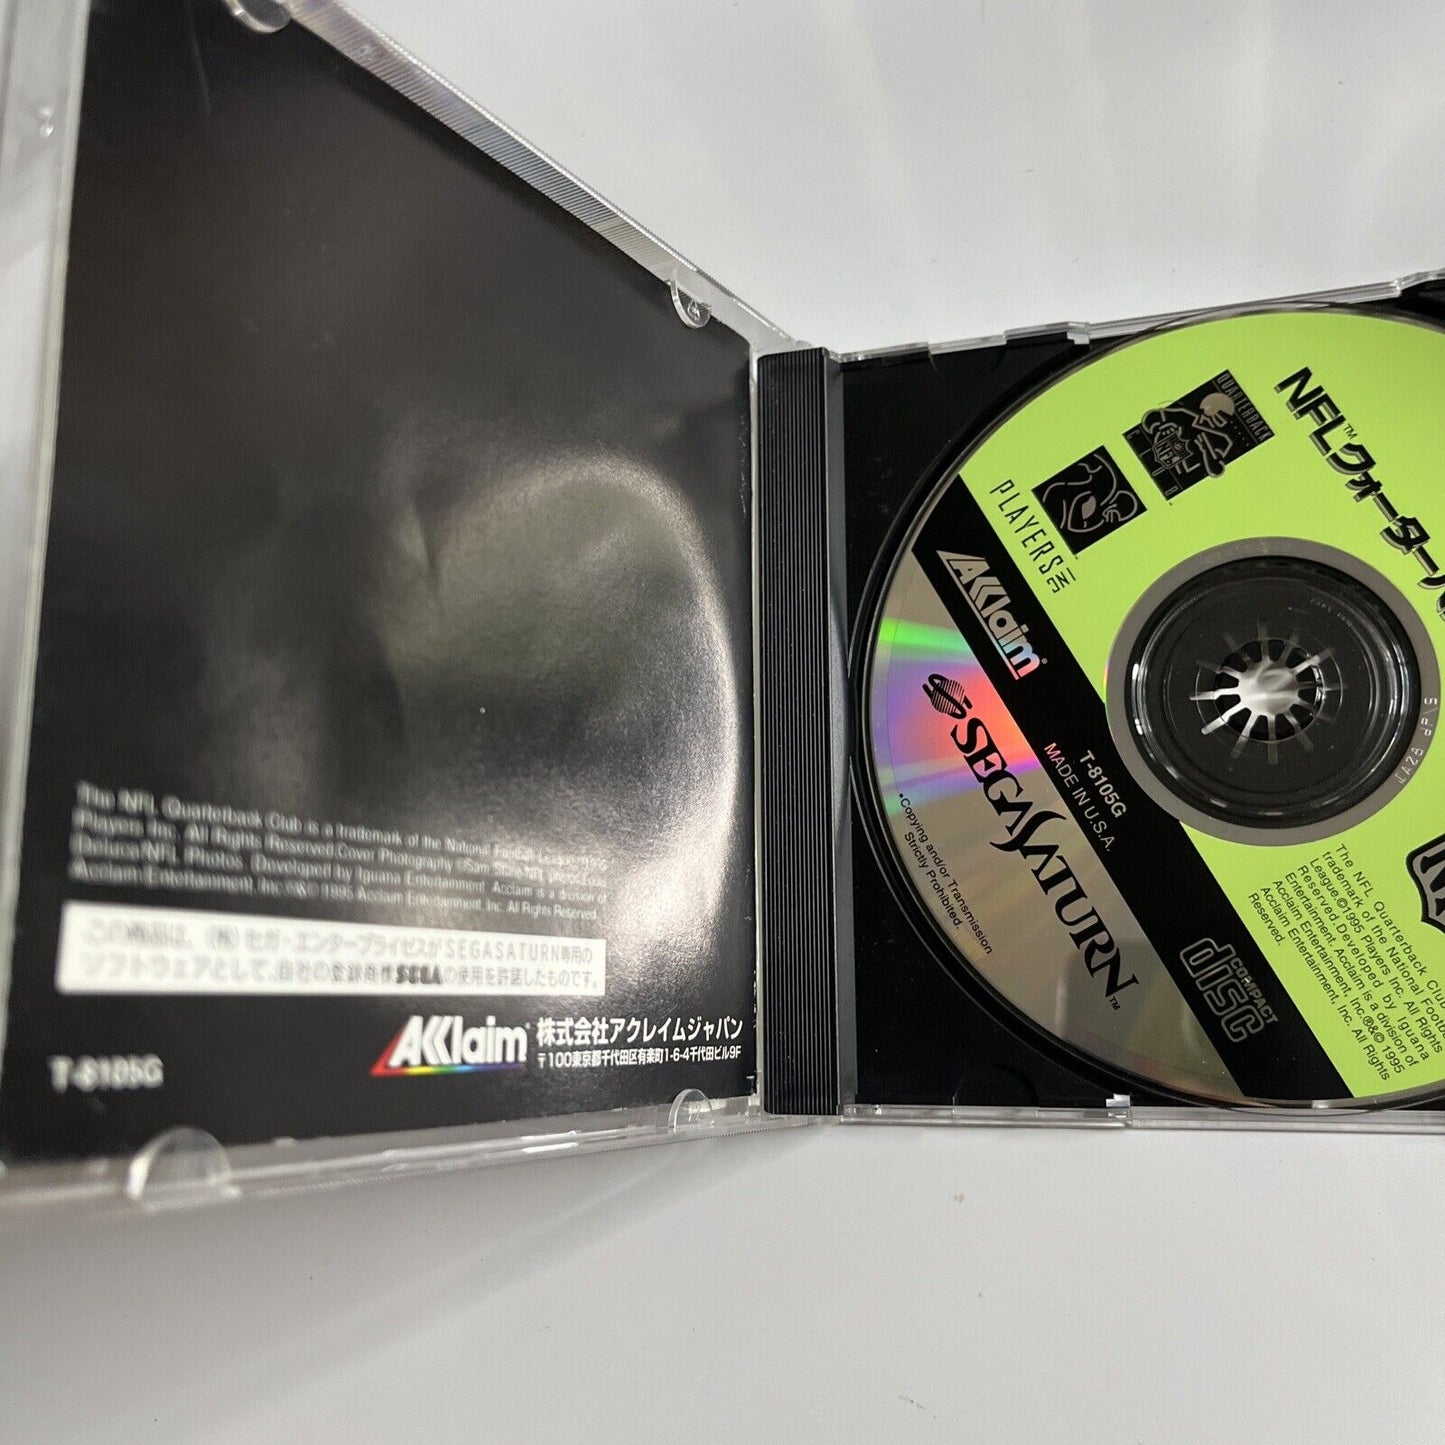 The NFL Quarterback Club is a trademark of the National Football League. 1995
Players Inc. All Rights Reserved. Cover Photography ©Sam Stone/NFL photos
Deluca/NFL Photos. Developed by Iguana Entertainment. Acclaim is a division of
Acclaim Entertainment, Inc.®&© 1995 Acclaim Entertainment, Inc. All Rights Reserved.
この商品は、(株)セガ・エンタープライゼスがSEGASATURN専用の
ソフトウェアとして、自社の登録商標SEGAの使用を許諾したものです。
AKKlaim 株式会社アクレイムジャパン
〒100東京都千代田区有楽町1-6-4千代田ビル9F
T-8105G
NFL™クォーターバ
QUARTERBACK
NFL
PLAYERS INC
AKKlaim®
SEGASATURN™
T-8105G
MADE IN U.S.A.
•Copying and/or Transmission
Strictly Prohibited.
COMPACT
disc
The NFL Quarterback Club
trademark of the National Footb
League.©1995 Players Inc. All Rights
Reserved.Developed by Iguana
Entertainment. Acclaim is a division of
Acclaim Entertainment, Inc.®&© 1995
Acclaim Entertainment, Inc. All Rights
Reserved.